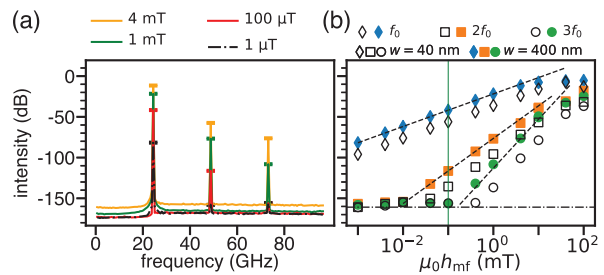 (a)
4 mT
100 μT
1 mT
1 μT
intensity (dB)
0
-50
-100
-150
0 20 40 60 80
frequency (GHz)
(b)
f₀ 2f₀ 3f₀
w = 40 nm w = 400 nm
10⁻² 10⁰ 10²
μ₀hmf (mT)